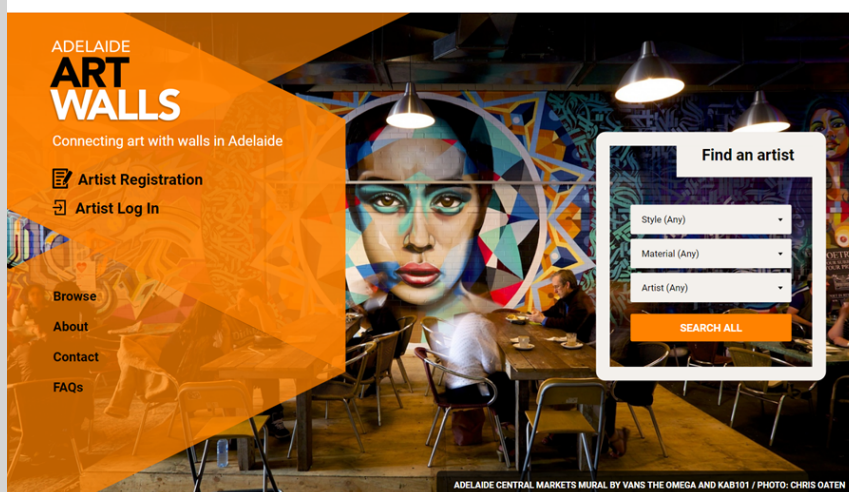 ADELAIDE
ART
WALLS
Connecting art with walls in Adelaide
Artist Registration
Artist Log In
Browse
About
Contact
FAQs
Find an artist
Style (Any)
Material (Any)
Artist (Any)
SEARCH ALL
ADELAIDE CENTRAL MARKETS MURAL BY VANS THE OMEGA AND KAB101 / PHOTO: CHRIS OATEN